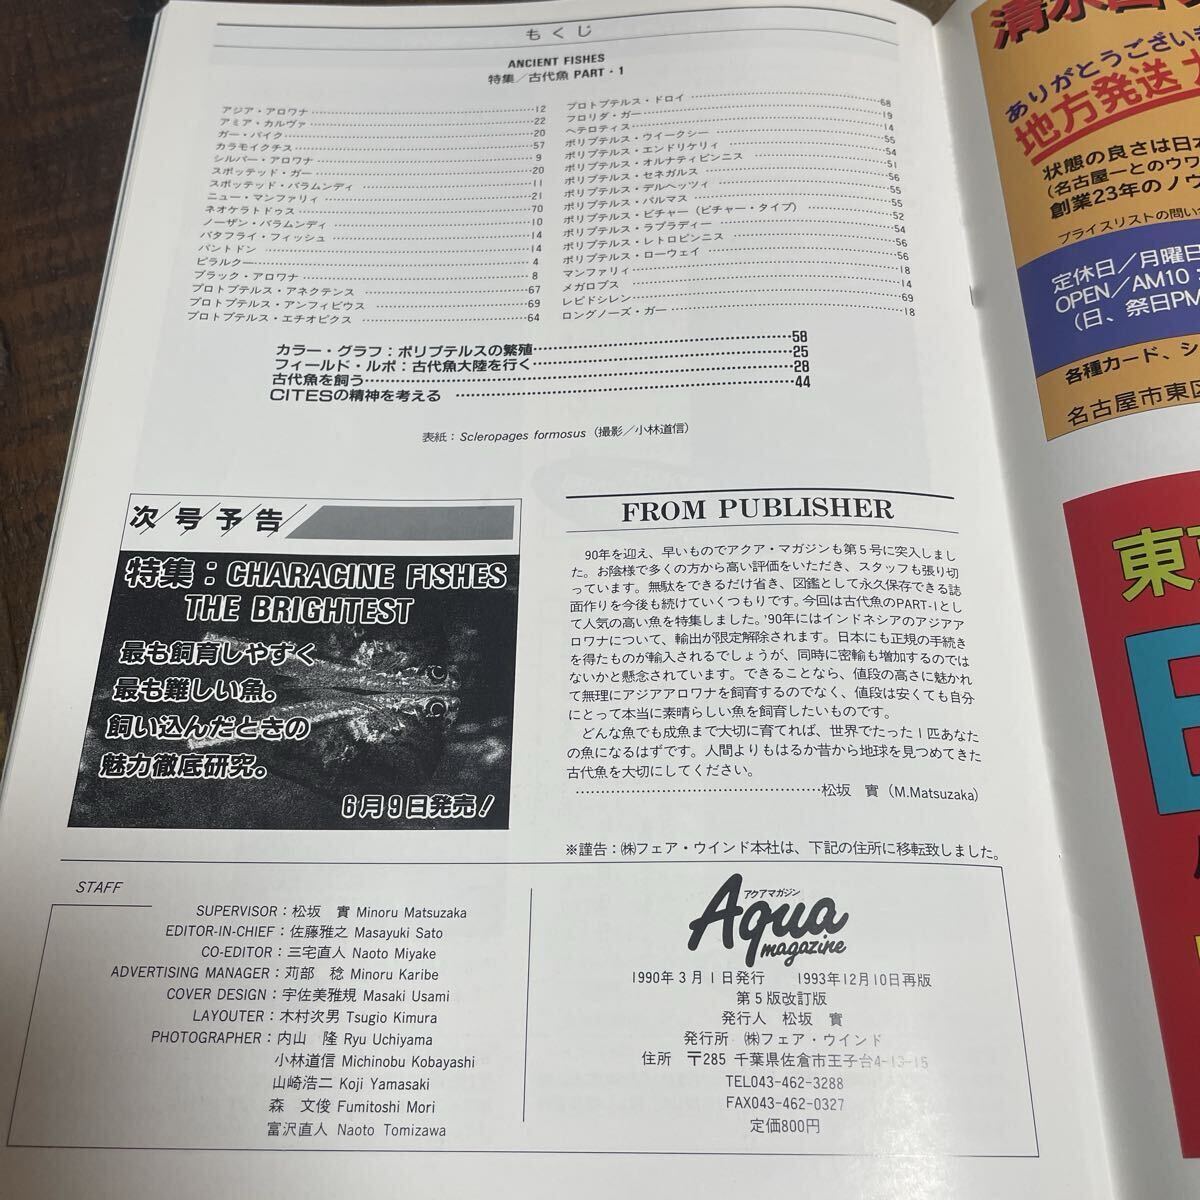 もくじ
ANCIENT FISHES
特集／古代魚 PART・1
アジア・アロワナ……12
アミア・カルヴァ……22
ガー・パイク……20
カラモイクチス……57
シルバー・アロワナ……9
スポッテッド・ガー……20
スポッテッド・バラムンディ……11
ニュー・マンファリィ……21
ネオケラトドゥス……70
ノーザン・バラムンディ……10
バタフライ・フィッシュ……14
パントドン……14
ピラルクー……4
ブラック・アロワナ……8
プロトプテルス・アネクテンス……67
プロトプテルス・アンフィビウス……69
プロトプテルス・エチオピクス……64
プロトプテルス・ドロイ……68
フロリダ・ガー……19
ヘテロティス……14
ポリプテルス・ウィークシー……55
ポリプテルス・エンドリケリィ……54
ポリプテルス・オルナティピンニス……51
ポリプテルス・セネガルス……56
ポリプテルス・デルヘッツィ……55
ポリプテルス・パルマス……55
ポリプテルス・ビチャー（ビチャー・タイプ）……52
ポリプテルス・ラプラディー……54
ポリプテルス・レトロピンニス……56
ポリプテルス・ローウェイ……56
マンファリィ……18
メガロプス……14
レピドシレン……69
ロングノーズ・ガー……18
カラー・グラフ：ポリプテルスの繁殖……58
フィールド・ルポ：古代魚大陸を行く……25
古代魚を飼う……28
CITESの精神を考える……44
表紙：Scleropages formosus（撮影／小林道信）
次／号／予／告
特集：CHARACINE FISHES
THE BRIGHTEST
最も飼育しやすく
最も難しい魚。
飼い込んだときの
魅力徹底研究。
6月9日発売！
FROM PUBLISHER
90年を迎え、早いものでアクア・マガジンも第5号に突入しまし
た。お陰様で多くの方から高い評価をいただき、スタッフも張り切
っています。無駄をできるだけ省き、図鑑として永久保存できる誌
面作りを今後も続けていくつもりです。今回は古代魚のPART-1とし
て人気の高い魚を特集しました。'90年にはインドネシアのアジアア
ロワナについて、輸出が限定解除されます。日本にも正規の手続き
を得たものが輸入されるでしょうが、同時に密輸も増加するのでは
ないかと懸念されています。できることなら、値段の高さに魅かれ
て無理にアジアアロワナを飼育するのでなく、値段は安くても自分
にとって本当に素晴らしい魚を飼育したいものです。
どんな魚でも成魚まで大切に育てれば、世界でたった1匹あなた
の魚になるはずです。人間よりもはるか昔から地球を見つめてきた
古代魚を大切にしてください。
……松坂　實（M.Matsuzaka）
※謹告：㈱フェア・ウインド本社は、下記の住所に移転致しました。
STAFF
SUPERVISOR：松坂　實 Minoru Matsuzaka
EDITOR-IN-CHIEF：佐藤雅之 Masayuki Sato
CO-EDITOR：三宅直人 Naoto Miyake
ADVERTISING MANAGER：苅部　稔 Minoru Karibe
COVER DESIGN：宇佐美雅規 Masaki Usami
LAYOUTER：木村次男 Tsugio Kimura
PHOTOGRAPHER：内山　隆 Ryu Uchiyama
小林道信 Michinobu Kobayashi
山崎浩二 Koji Yamasaki
森　文俊 Fumitoshi Mori
富沢直人 Naoto Tomizawa
アクアマガジン
Aqua
magazine
1990年3月1日発行　1993年12月10日再版
第5版改訂版
発行人　松坂　實
発行所　㈱フェア・ウインド
住所　〒285 千葉県佐倉市王子台4-13-15
TEL043-462-3288
FAX043-462-0327
定価800円
清水
ありがとうござい
地方発送
状態の良さは日本
（名古屋一とのウワ
創業23年のノウ
プライスリストの問い
定休日／月曜日
OPEN／AM10：
（日、祭日PM
各種カード、シ
名古屋市東区
東